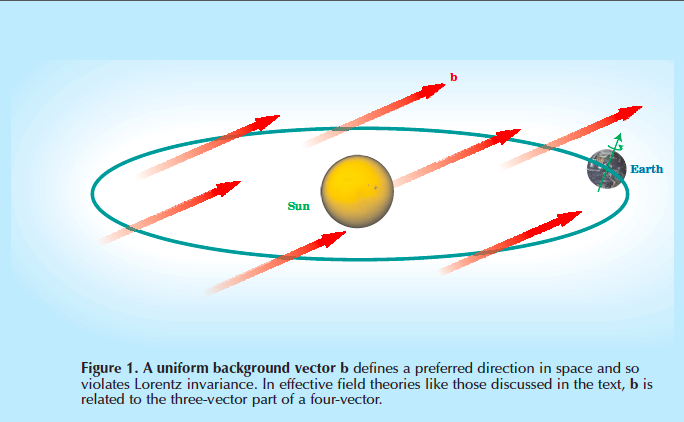 b
Earth
Sun
Figure 1. A uniform background vector b defines a preferred direction in space and so
violates Lorentz invariance. In effective field theories like those discussed in the text, b is
related to the three-vector part of a four-vector.